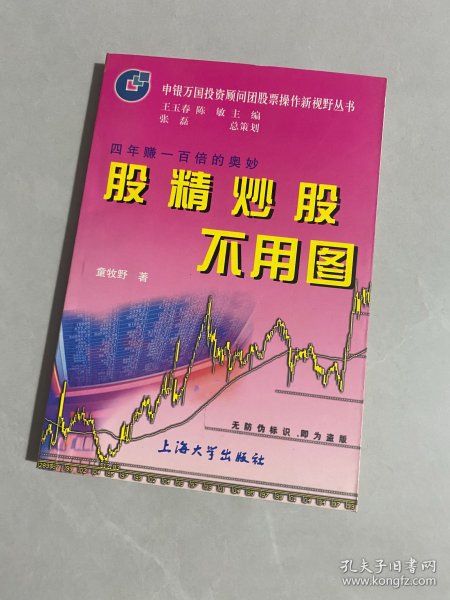 申银万国投资顾问团股票操作新视野丛书
王玉春 陈 敏 主 编
张 磊 总策划
四年赚一百倍的奥妙
股精炒股
不用图
童牧野 著
无防伪标识，即为盗版
上海大学出版社
孔夫子旧书网
www.kongfz.com